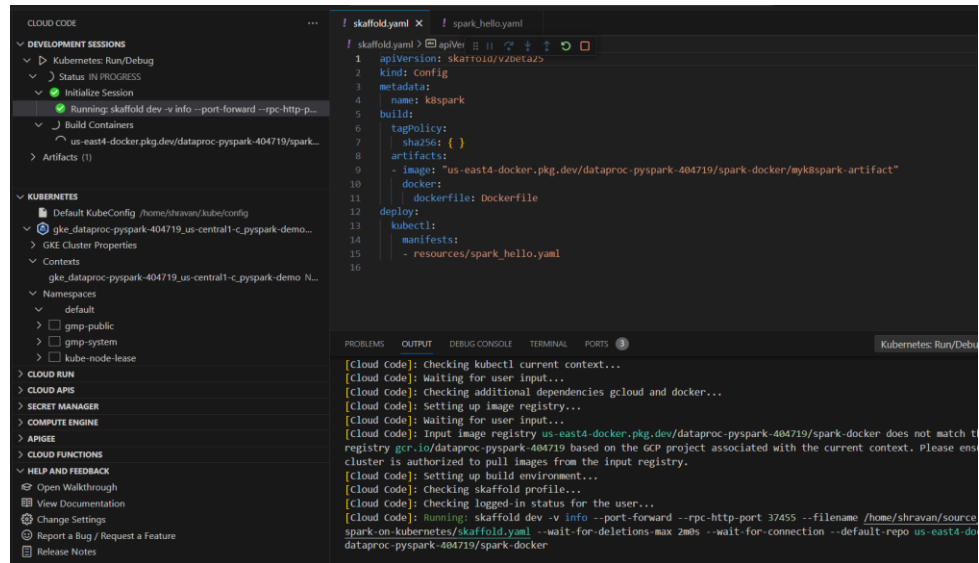 CLOUD CODE
DEVELOPMENT SESSIONS
Kubernetes: Run/Debug
Status IN PROGRESS
Initialize Session
Running: skaffold dev -v info --port-forward --rpc-http-p...
Build Containers
us-east4-docker.pkg.dev/dataproc-pyspark-404719/spark...
Artifacts (1)
KUBERNETES
Default KubeConfig /home/shravan/.kube/config
gke_dataproc-pyspark-404719_us-central1-c_pyspark-demo...
GKE Cluster Properties
Contexts
gke_dataproc-pyspark-404719_us-central1-c_pyspark-demo N...
Namespaces
default
gmp-public
gmp-system
kube-node-lease
CLOUD RUN
CLOUD APIS
SECRET MANAGER
COMPUTE ENGINE
APIGEE
CLOUD FUNCTIONS
HELP AND FEEDBACK
Open Walkthrough
View Documentation
Change Settings
Report a Bug / Request a Feature
Release Notes
! skaffold.yaml × ! spark_hello.yaml
! skaffold.yaml > apiVer
1 apiVersion: skaffold/v2beta25
2 kind: Config
3 metadata:
4 name: k8spark
5 build:
6 tagPolicy:
7 sha256: { }
8 artifacts:
9 - image: "us-east4-docker.pkg.dev/dataproc-pyspark-404719/spark-docker/myk8spark-artifact"
10 docker:
11 dockerfile: Dockerfile
12 deploy:
13 kubectl:
14 manifests:
15 - resources/spark_hello.yaml
16
PROBLEMS OUTPUT DEBUG CONSOLE TERMINAL PORTS 3 Kubernetes: Run/Debu
[Cloud Code]: Checking kubectl current context...
[Cloud Code]: Waiting for user input...
[Cloud Code]: Checking additional dependencies gcloud and docker...
[Cloud Code]: Setting up image registry...
[Cloud Code]: Waiting for user input...
[Cloud Code]: Input image registry us-east4-docker.pkg.dev/dataproc-pyspark-404719/spark-docker does not match th
registry gcr.io/dataproc-pyspark-404719 based on the GCP project associated with the current context. Please ensu
cluster is authorized to pull images from the input registry.
[Cloud Code]: Setting up build environment...
[Cloud Code]: Checking skaffold profile...
[Cloud Code]: Checking logged-in status for the user...
[Cloud Code]: Running: skaffold dev -v info --port-forward --rpc-http-port 37455 --filename /home/shravan/source
spark-on-kubernetes/skaffold.yaml --wait-for-deletions-max 2m0s --wait-for-connection --default-repo us-east4-do
dataproc-pyspark-404719/spark-docker